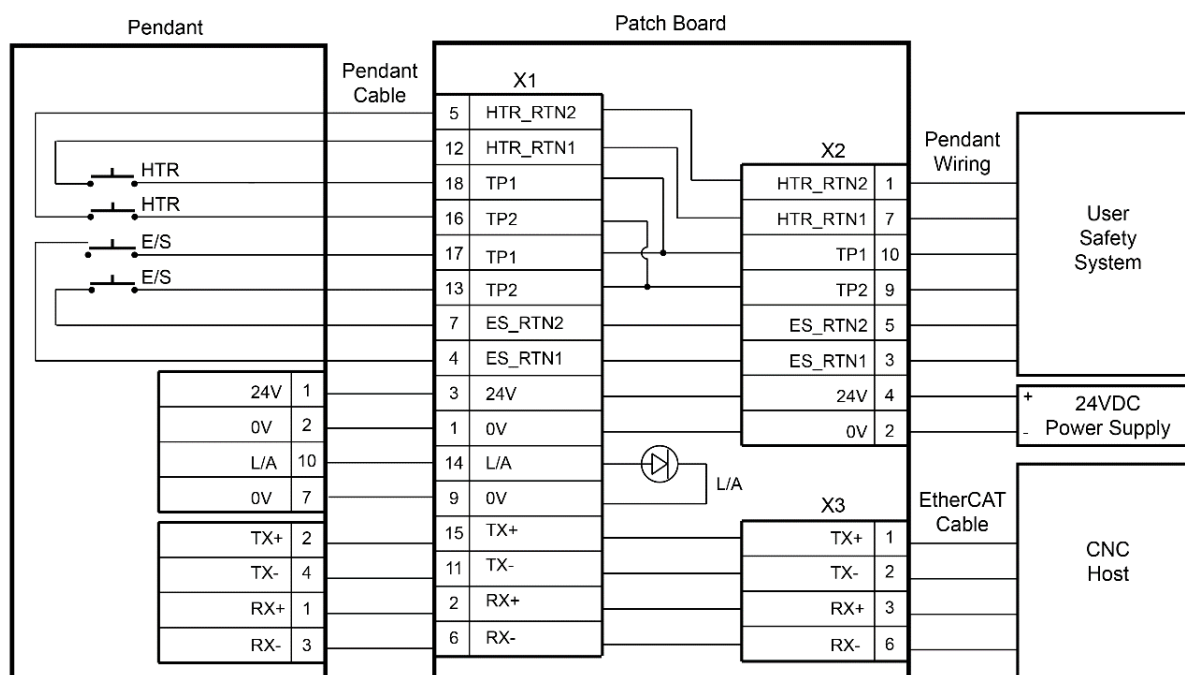 Pendant
Patch Board
Pendant
Cable
X1
5 HTR_RTN2
12 HTR_RTN1
18 TP1
16 TP2
17 TP1
13 TP2
7 ES_RTN2
4 ES_RTN1
3 24V
1 0V
14 L/A
9 0V
15 TX+
11 TX-
2 RX+
6 RX-
HTR
HTR
E/S
E/S
24V 1
0V 2
L/A 10
0V 7
TX+ 2
TX- 4
RX+ 1
RX- 3
L/A
X2
HTR_RTN2 1
HTR_RTN1 7
TP1 10
TP2 9
ES_RTN2 5
ES_RTN1 3
24V 4
0V 2
X3
TX+ 1
TX- 2
RX+ 3
RX- 6
Pendant
Wiring
EtherCAT
Cable
User
Safety
System
+ 24VDC
- Power Supply
CNC
Host